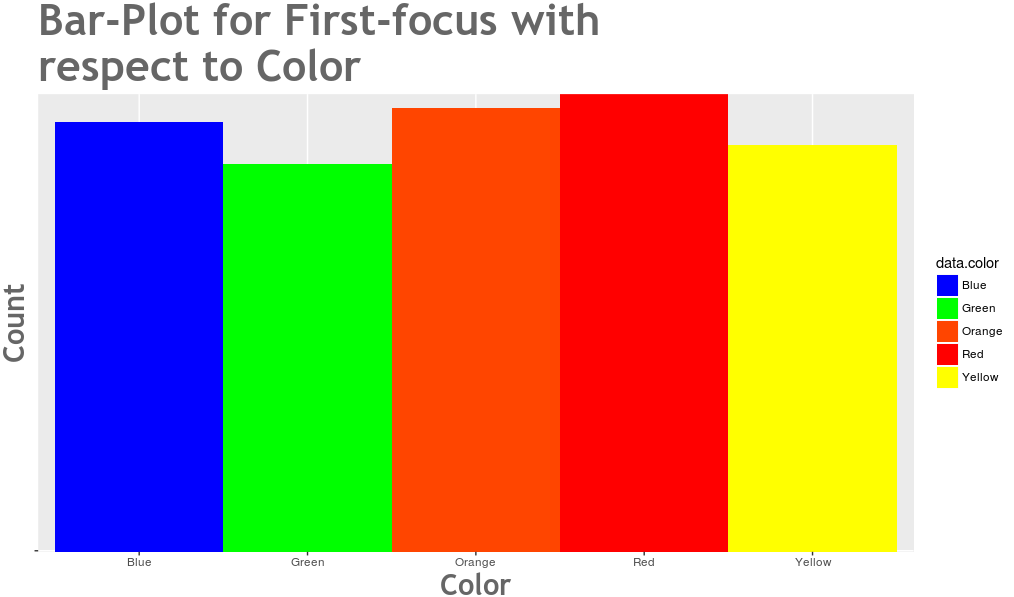 Bar-Plot for First-focus with
respect to Color
Count
data.color
Blue
Green
Orange
Red
Yellow
Blue Green Orange Red Yellow
Color